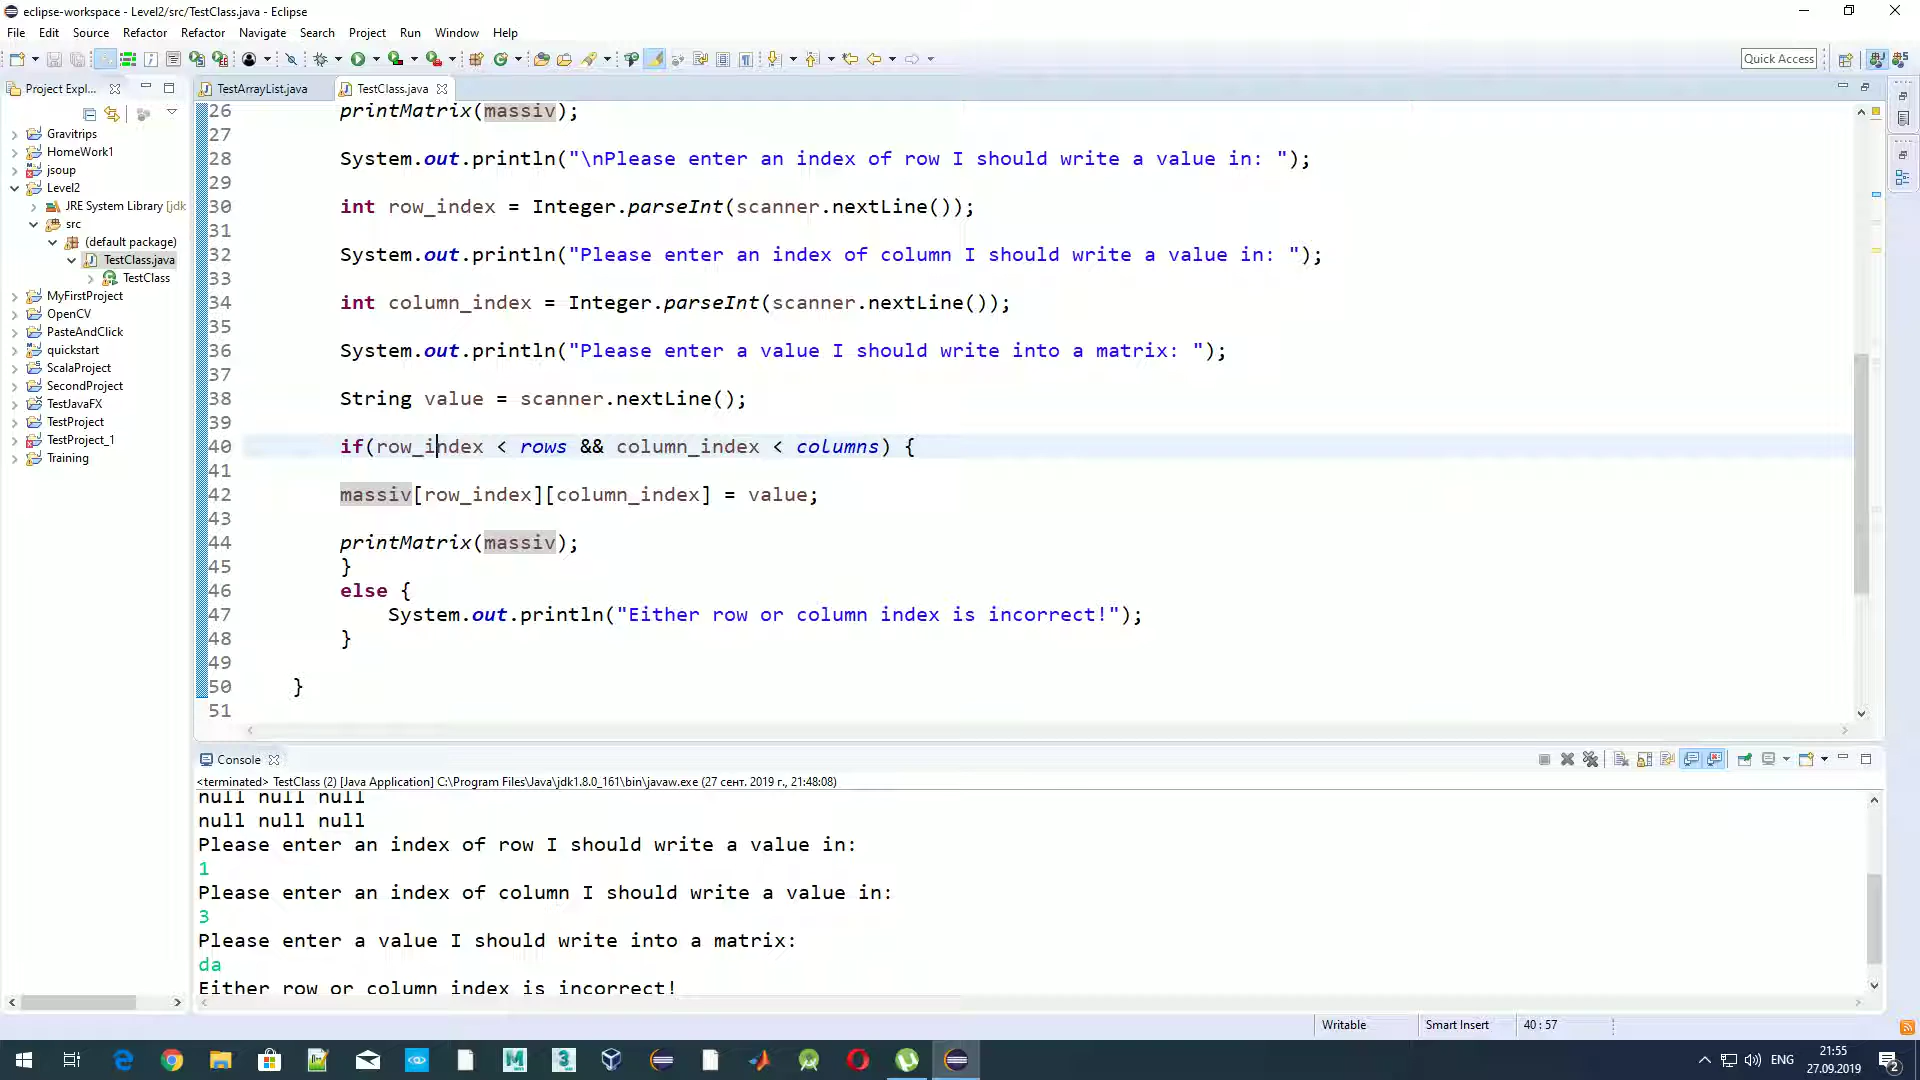 eclipse-workspace - Level2/src/TestClass.java - Eclipse
File Edit Source Refactor Refactor Navigate Search Project Run Window Help
Quick Access
Project Expl...
TestArrayList.java
TestClass.java
Gravitrips
HomeWork1
jsoup
Level2
JRE System Library [jdk
src
(default package)
TestClass.java
TestClass
MyFirstProject
OpenCV
PasteAndClick
quickstart
ScalaProject
SecondProject
TestJavaFX
TestProject
TestProject_1
Training
26 printMatrix(massiv);
27
28 System.out.println("\nPlease enter an index of row I should write a value in: ");
29
30 int row_index = Integer.parseInt(scanner.nextLine());
31
32 System.out.println("Please enter an index of column I should write a value in: ");
33
34 int column_index = Integer.parseInt(scanner.nextLine());
35
36 System.out.println("Please enter a value I should write into a matrix: ");
37
38 String value = scanner.nextLine();
39
40 if(row_index < rows && column_index < columns) {
41
42 massiv[row_index][column_index] = value;
43
44 printMatrix(massiv);
45 }
46 else {
47 System.out.println("Either row or column index is incorrect!");
48 }
49
50 }
51
Console
<terminated> TestClass (2) [Java Application] C:\Program Files\Java\jdk1.8.0_161\bin\javaw.exe (27 сент. 2019 г., 21:48:08)
null null null
null null null
Please enter an index of row I should write a value in:
1
Please enter an index of column I should write a value in:
3
Please enter a value I should write into a matrix:
da
Either row or column index is incorrect!
Writable
Smart Insert
40 : 57
ENG
21:55
27.09.2019
2